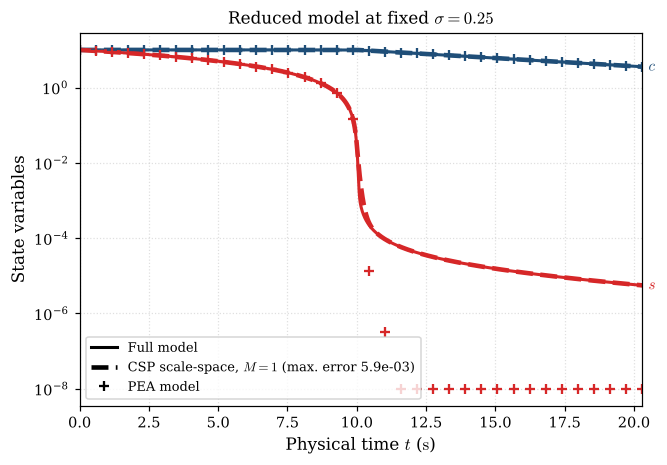 Reduced model at fixed σ = 0.25
State variables
10⁰
10⁻²
10⁻⁴
10⁻⁶
10⁻⁸
c
s
Full model
CSP scale-space, M = 1 (max. error 5.9e-03)
PEA model
0.0 2.5 5.0 7.5 10.0 12.5 15.0 17.5 20.0
Physical time t (s)